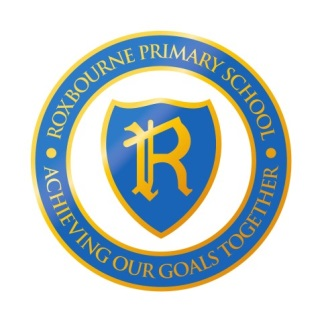 ROXBOURNE PRIMARY SCHOOL
R
ACHIEVING OUR GOALS TOGETHER